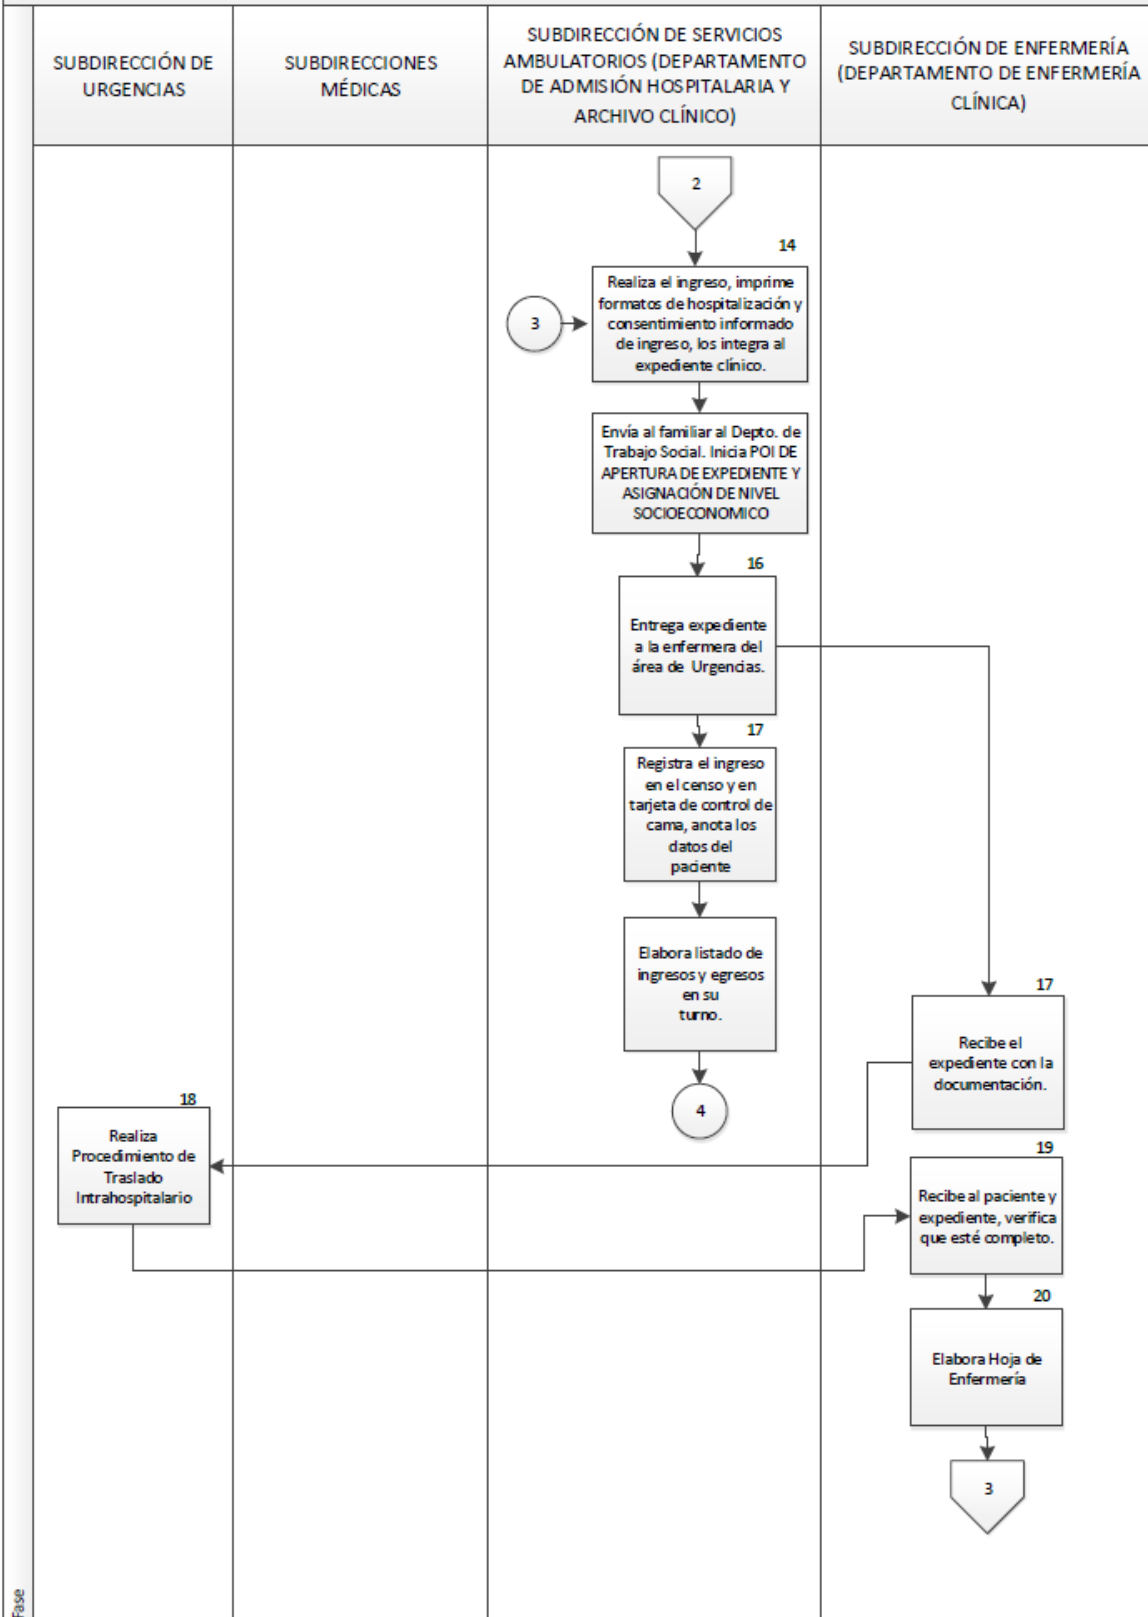 SUBDIRECCIÓN DE
URGENCIAS
SUBDIRECCIONES
MÉDICAS
SUBDIRECCIÓN DE SERVICIOS
AMBULATORIOS (DEPARTAMENTO
DE ADMISIÓN HOSPITALARIA Y
ARCHIVO CLÍNICO)
SUBDIRECCIÓN DE ENFERMERÍA
(DEPARTAMENTO DE ENFERMERÍA
CLÍNICA)
2
14
Realiza el ingreso, imprime
formatos de hospitalización y
consentimiento informado
de ingreso, los integra al
expediente clínico.
3
Envía al familiar al Depto. de
Trabajo Social. Inicia POI DE
APERTURA DE EXPEDIENTE Y
ASIGNACIÓN DE NIVEL
SOCIOECONOMICO
16
Entrega expediente
a la enfermera del
área de Urgencias.
17
Registra el ingreso
en el censo y en
tarjeta de control de
cama, anota los
datos del
paciente
Elabora listado de
ingresos y egresos
en su
turno.
4
17
Recibe el
expediente con la
documentación.
18
Realiza
Procedimiento de
Traslado
Intrahospitalario
19
Recibe al paciente y
expediente, verifica
que esté completo.
20
Elabora Hoja de
Enfermería
3
Fase